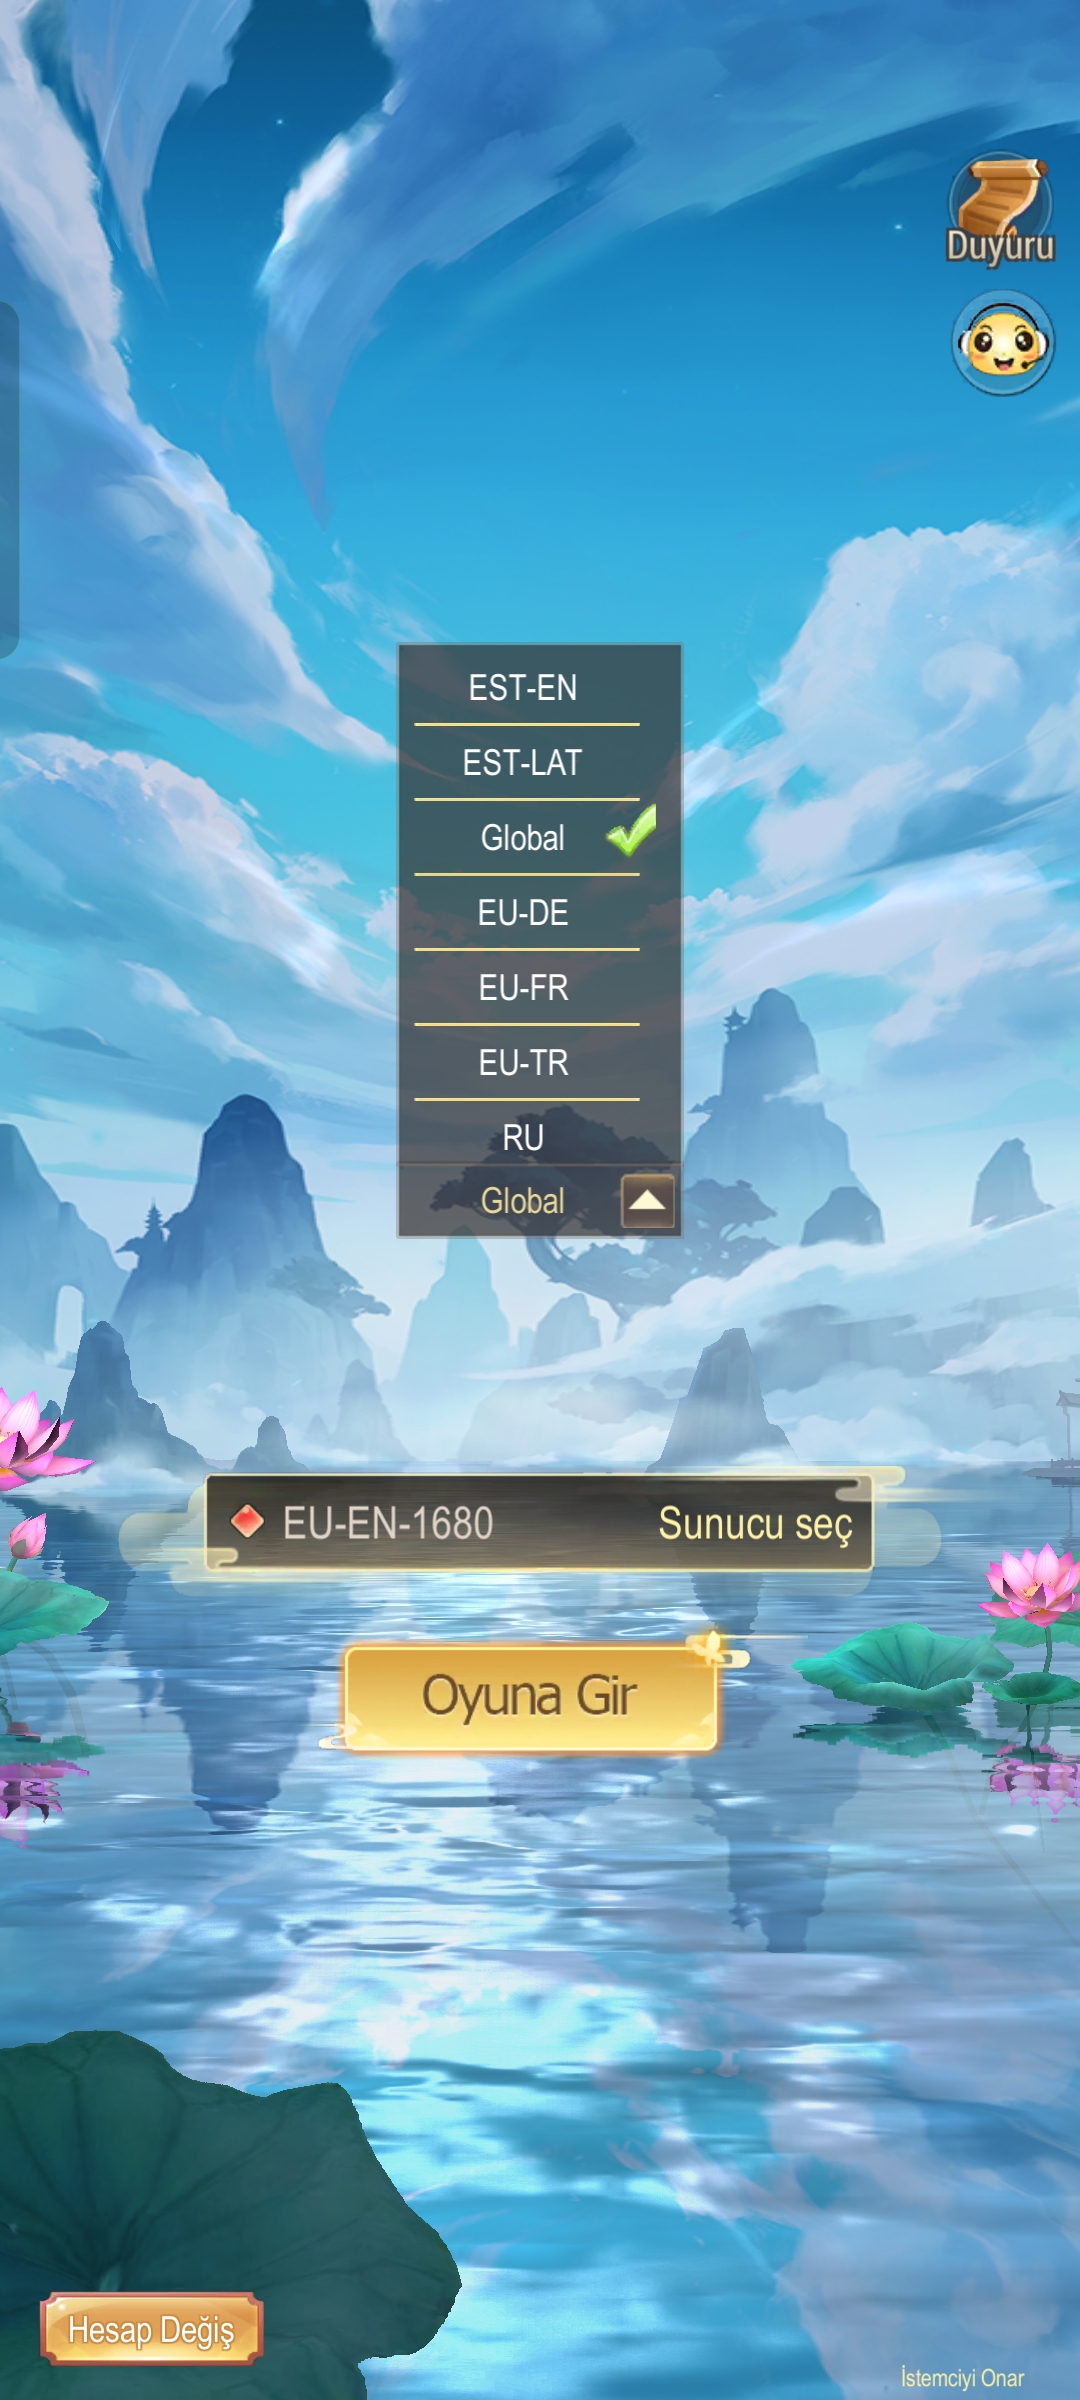 Duyuru
EST-EN
EST-LAT
Global
EU-DE
EU-FR
EU-TR
RU
Global
EU-EN-1680 Sunucu seç
Oyuna Gir
Hesap Değiş
İstemciyi Onar